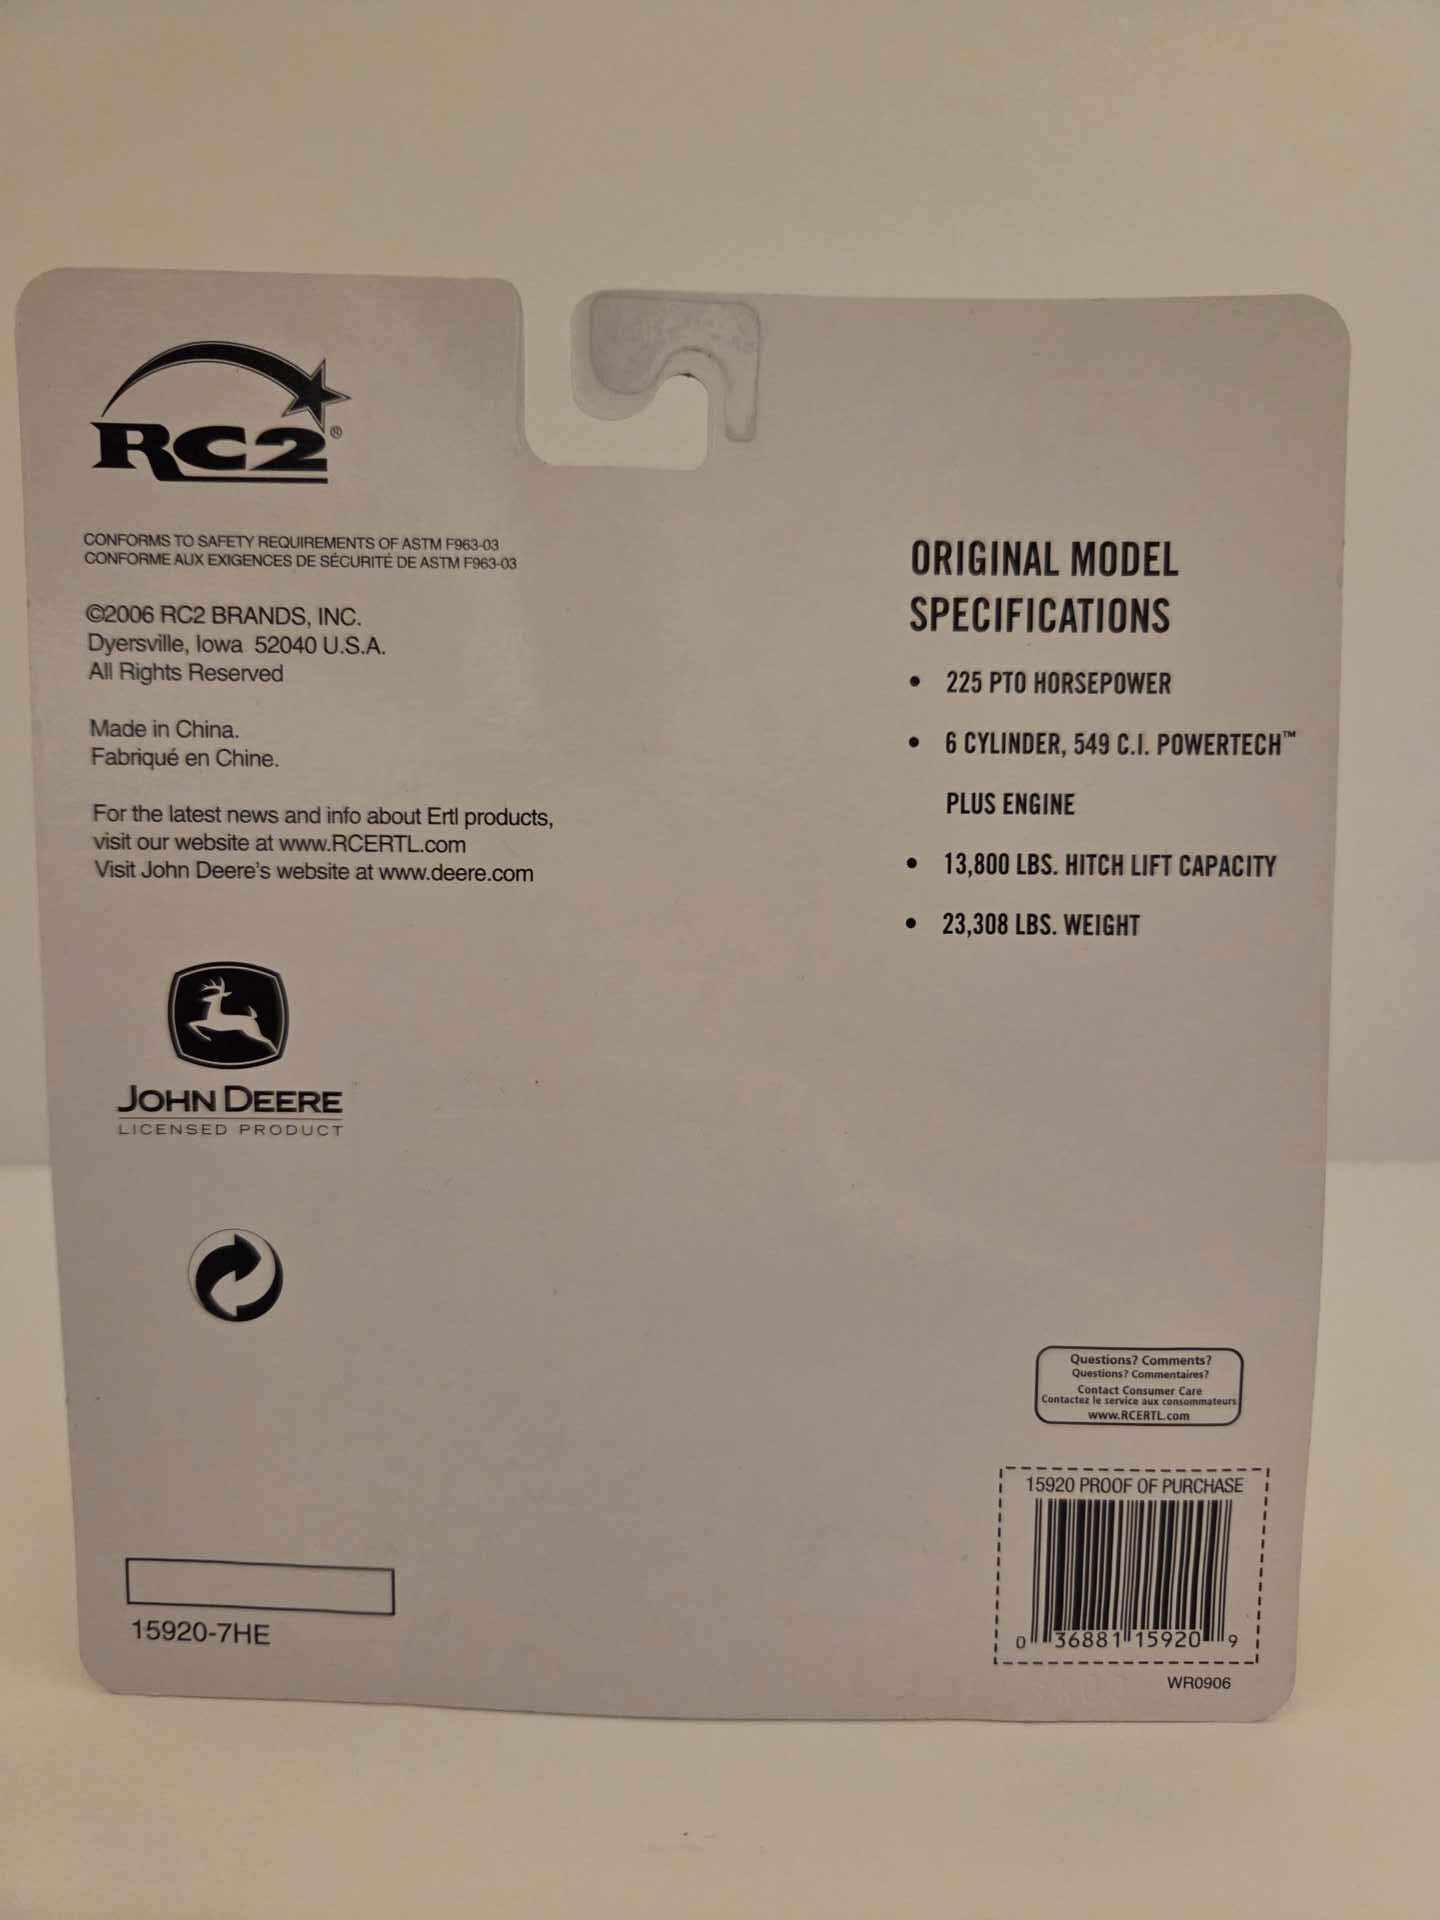 RC2®
CONFORMS TO SAFETY REQUIREMENTS OF ASTM F963-03
CONFORME AUX EXIGENCES DE SÉCURITÉ DE ASTM F963-03
©2006 RC2 BRANDS, INC.
Dyersville, Iowa 52040 U.S.A.
All Rights Reserved
Made in China.
Fabriqué en Chine.
For the latest news and info about Ertl products,
visit our website at www.RCERTL.com
Visit John Deere's website at www.deere.com
JOHN DEERE
LICENSED PRODUCT
15920-7HE
ORIGINAL MODEL
SPECIFICATIONS
• 225 PTO HORSEPOWER
• 6 CYLINDER, 549 C.I. POWERTECH™
PLUS ENGINE
• 13,800 LBS. HITCH LIFT CAPACITY
• 23,308 LBS. WEIGHT
Questions? Comments?
Questions? Commentaires?
Contact Consumer Care
Contactez le service aux consommateurs
www.RCERTL.com
15920 PROOF OF PURCHASE
0 36881 15920 9
WR0906